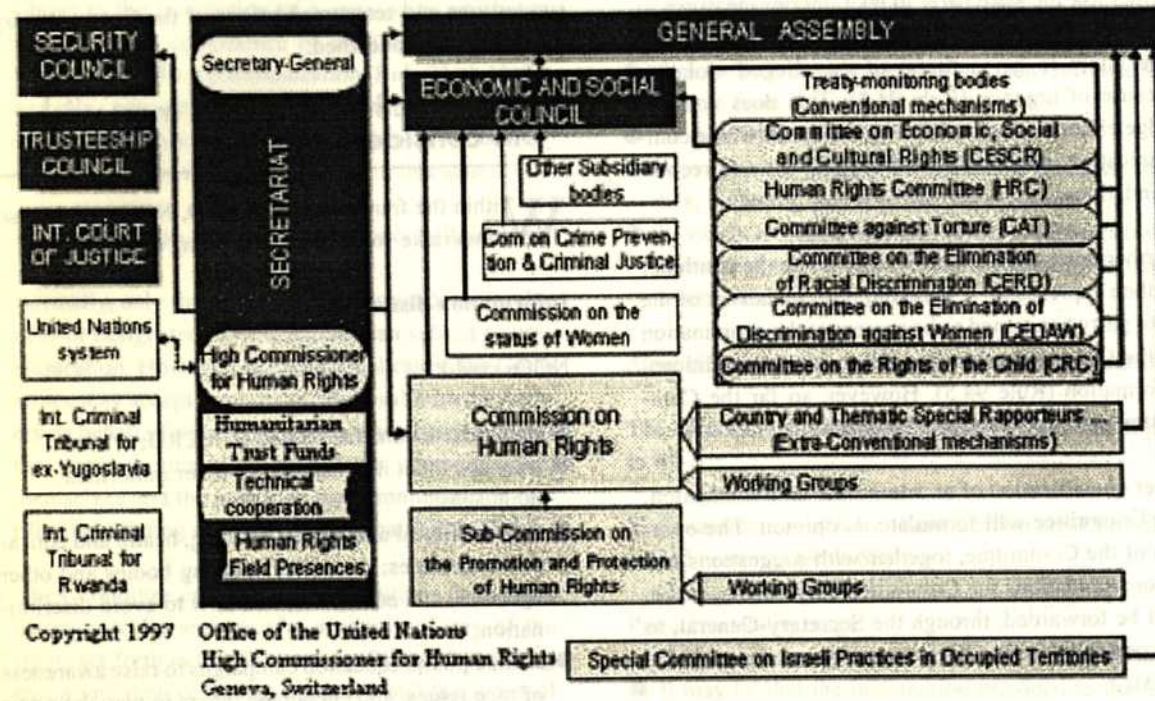 SECURITY
COUNCIL
TRUSTEESHIP
COUNCIL
INT. COURT
OF JUSTICE
United Nations
system
Int. Criminal
Tribunal for
ex-Yugoslavia
Int. Criminal
Tribunal for
Rwanda
Secretary-General
SECRETARIAT
High Commissioner
for Human Rights
Humanitarian
Trust Funds
Technical
cooperation
Human Rights
Field Presences
GENERAL ASSEMBLY
ECONOMIC AND SOCIAL
COUNCIL
Other Subsidiary
bodies
Com. on Crime Preven-
tion & Criminal Justice
Commission on the
status of Women
Commission on
Human Rights
Sub-Commission on
the Promotion and Protection
of Human Rights
Treaty-monitoring bodies
(Conventional mechanisms)
Committee on Economic, Social
and Cultural Rights (CESCR)
Human Rights Committee (HRC)
Committee against Torture (CAT)
Committee on the Elimination
of Racial Discrimination (CERD)
Committee on the Elimination of
Discrimination against Women (CEDAW)
Committee on the Rights of the Child (CRC)
Country and Thematic Special Rapporteurs ...
(Extra-Conventional mechanisms)
Working Groups
Working Groups
Special Committee on Israeli Practices in Occupied Territories
Copyright 1997 Office of the United Nations
High Commissioner for Human Rights
Geneva, Switzerland